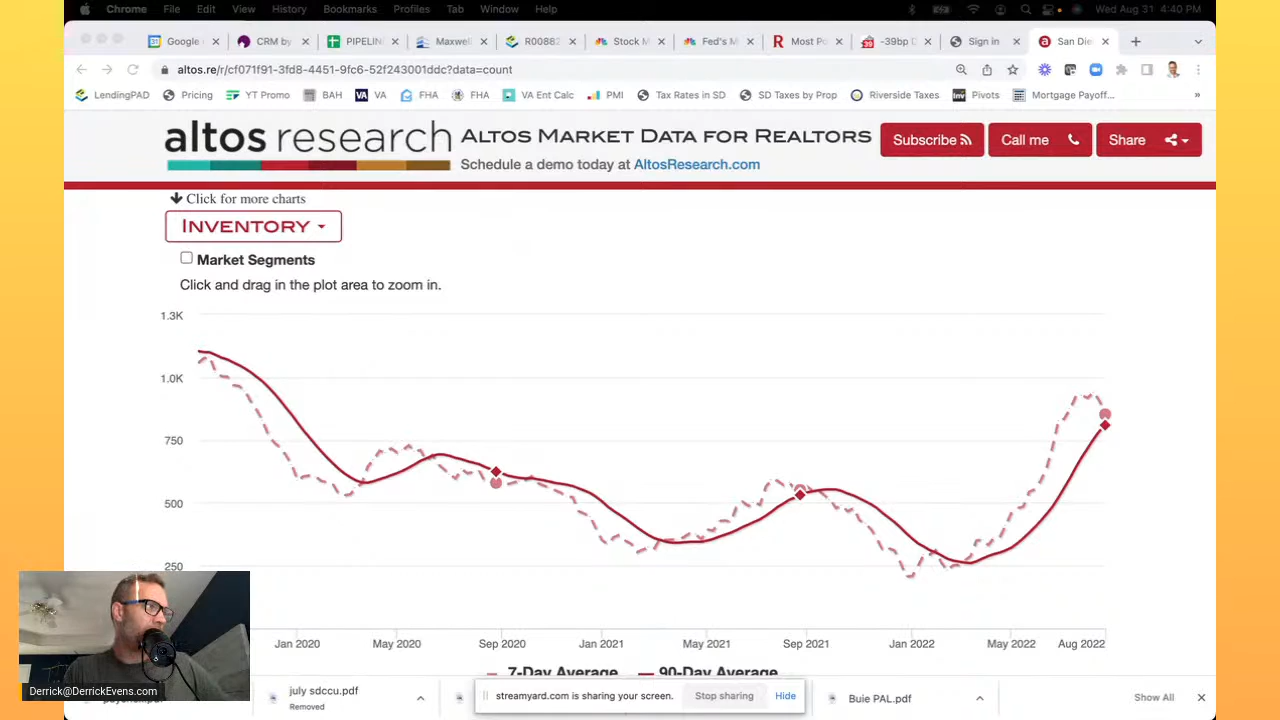 Chrome File Edit View History Bookmarks Profiles Tab Window Help Wed Aug 31 4:40 PM
Google CRM by PIPELIN Maxwell R00882 Stock M Fed's M Most Po -39bp D Sign in San Die
altos.re/r/cf071f91-3fd8-4451-9fc6-52f243001ddc?data=count
LendingPAD Pricing YT Promo BAH VA FHA FHA VA Ent Calc PMI Tax Rates in SD SD Taxes by Prop Riverside Taxes Inv Pivots Mortgage Payoff... »
altos research ALTOS MARKET DATA FOR REALTORS Subscribe Call me Share
Schedule a demo today at AltosResearch.com
Click for more charts
INVENTORY
Market Segments
Click and drag in the plot area to zoom in.
1.3K
1.0K
750
500
250
Jan 2020 May 2020 Sep 2020 Jan 2021 May 2021 Sep 2021 Jan 2022 May 2022 Aug 2022
7-Day Average 90-Day Average
Derrick@DerrickEvens.com
july sdccu.pdf
Removed
streamyard.com is sharing your screen. Stop sharing Hide
Buie PAL.pdf
Show All